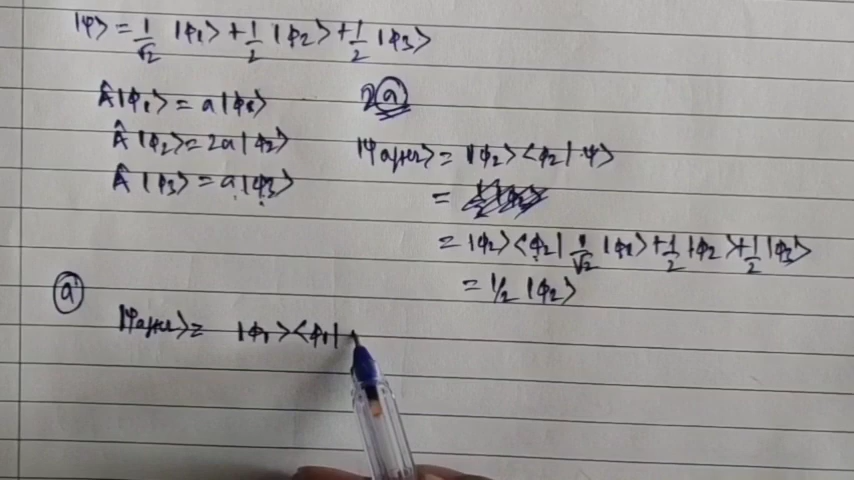 |ψ> = 1/√2 |φ₁> + 1/2 |φ₂> + 1/2 |φ₃>
Â|φ₁> = a|φ₁>
Â|φ₂> = 2a|φ₂>
Â|φ₃> = a|φ₃>
2a
|ψafter> = |φ₂><φ₂|ψ>
=
= |φ₂><φ₂| 1/√2 |φ₁> + 1/2 |φ₂> + 1/2 |φ₃>
= 1/2 |φ₂>
a
|ψafter> = |φ₁><φ₁|